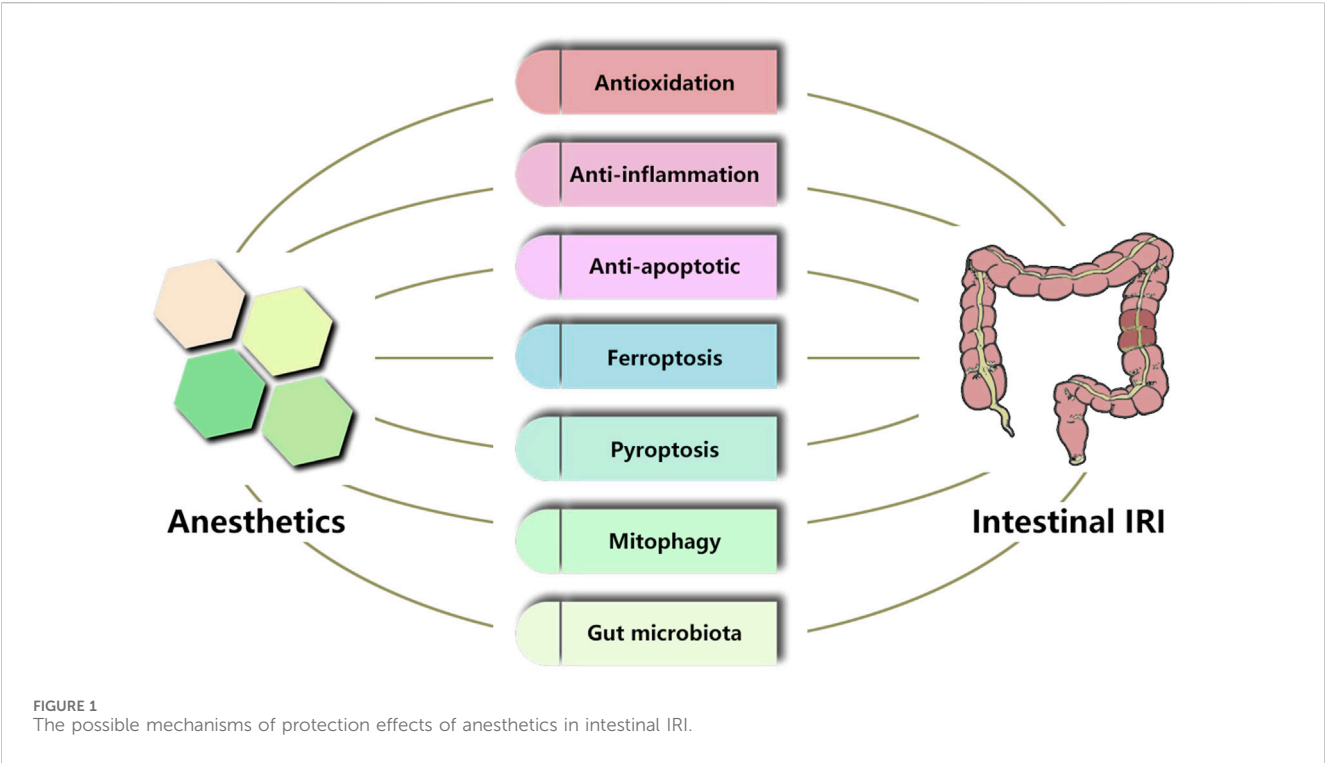 Antioxidation
Anti-inflammation
Anti-apoptotic
Ferroptosis
Pyroptosis
Mitophagy
Gut microbiota
Anesthetics
Intestinal IRI
FIGURE 1
The possible mechanisms of protection effects of anesthetics in intestinal IRI.